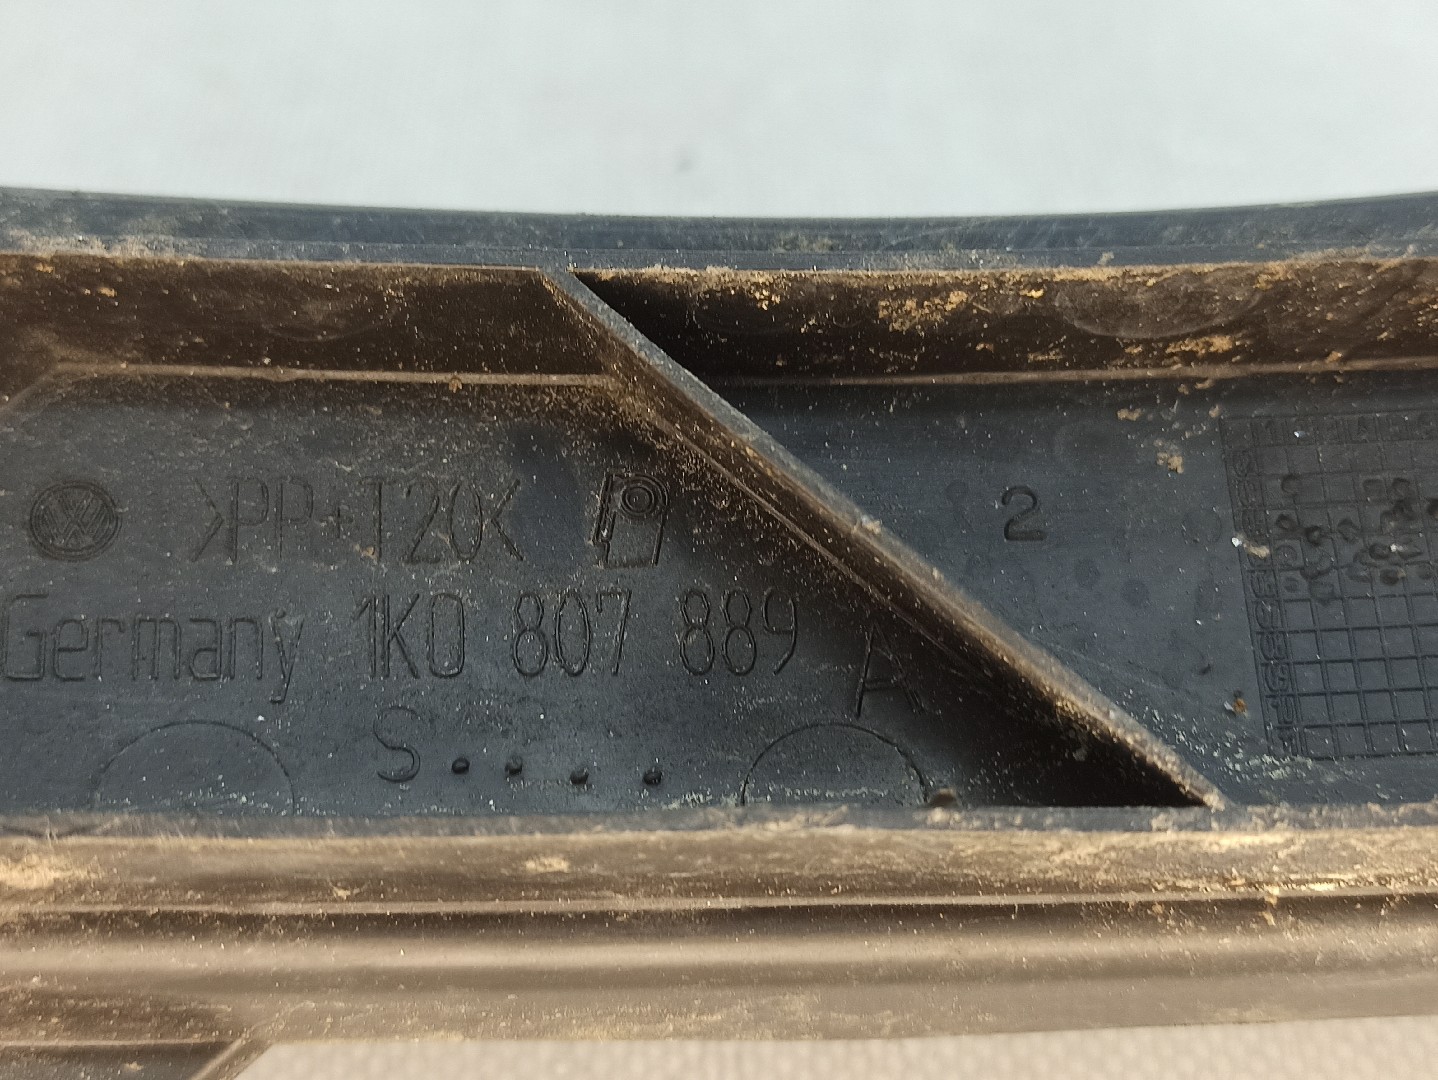 >PP+T20<
2
Germany 1K0 807 889 A
S....